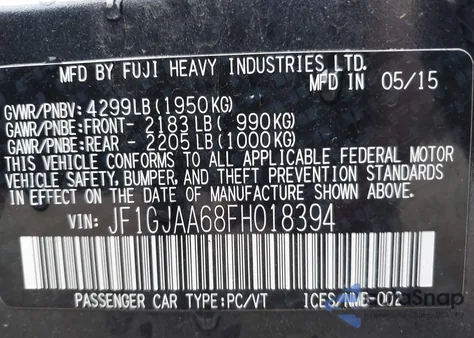 MFD BY FUJI HEAVY INDUSTRIES, LTD.
MFD IN 05/15
GVWR/PNBV: 4299LB (1950KG)
GAWR/PNBE: FRONT- 2183 LB ( 990KG)
GAWR/PNBE: REAR - 2205 LB (1000KG)
THIS VEHICLE CONFORMS TO ALL APPLICABLE FEDERAL MOTOR
VEHICLE SAFETY, BUMPER, AND THEFT PREVENTION STANDARDS
IN EFFECT ON THE DATE OF MANUFACTURE SHOWN ABOVE.
VIN: JF1GJAA68FH018394
PASSENGER CAR TYPE:PC/VT ICES/NMB-002